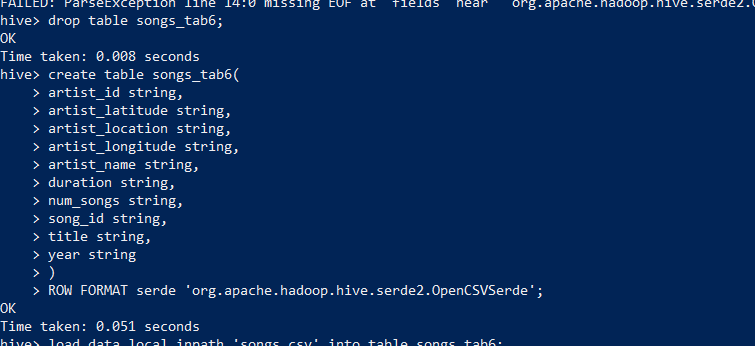 FAILED: ParseException line 14:0 missing EOF at 'fields' near ''org.apache.hadoop.hive.serde2.O
hive> drop table songs_tab6;
OK
Time taken: 0.008 seconds
hive> create table songs_tab6(
    > artist_id string,
    > artist_latitude string,
    > artist_location string,
    > artist_longitude string,
    > artist_name string,
    > duration string,
    > num_songs string,
    > song_id string,
    > title string,
    > year string
    > )
    > ROW FORMAT serde 'org.apache.hadoop.hive.serde2.OpenCSVSerde';
OK
Time taken: 0.051 seconds
hive> load data local inpath 'songs.csv' into table songs_tab6;